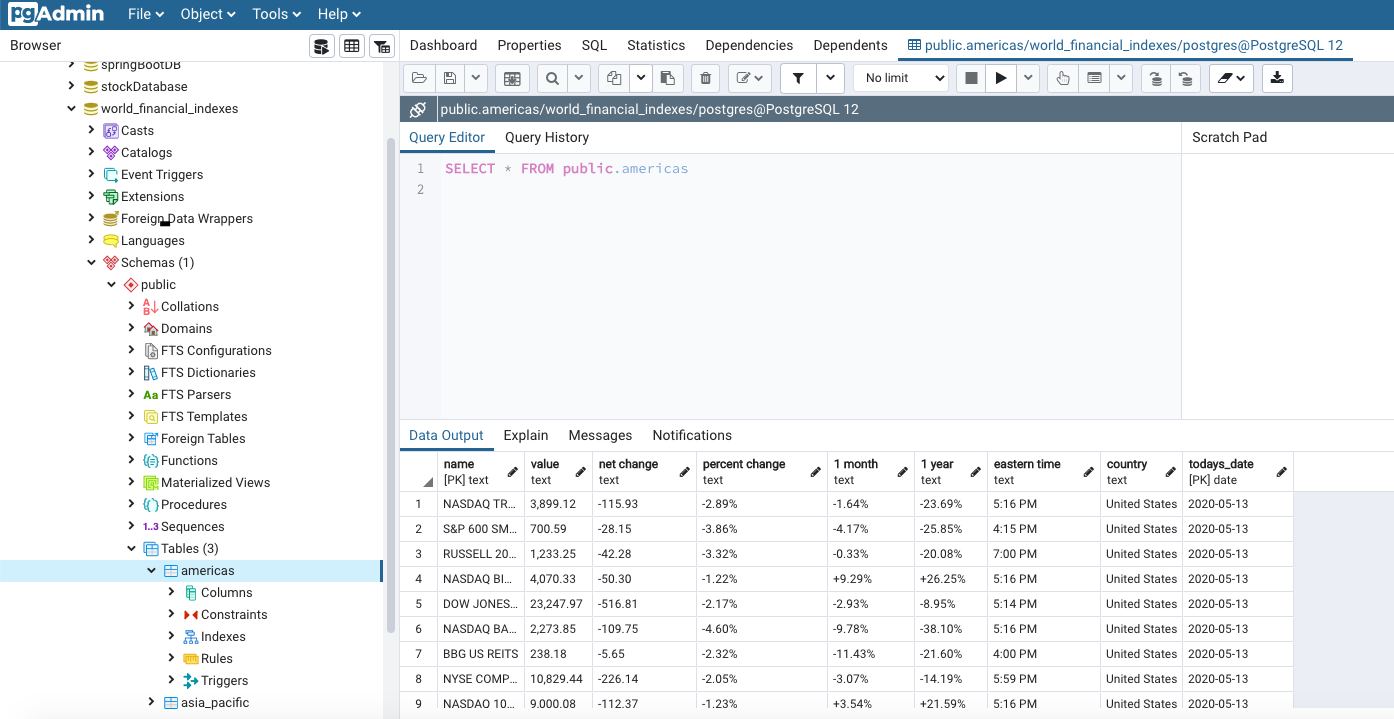 pgAdmin File Object Tools Help
Browser
Dashboard Properties SQL Statistics Dependencies Dependents public.americas/world_financial_indexes/postgres@PostgreSQL 12
No limit
public.americas/world_financial_indexes/postgres@PostgreSQL 12
springBootDB
stockDatabase
world_financial_indexes
Casts
Catalogs
Event Triggers
Extensions
Foreign Data Wrappers
Languages
Schemas (1)
public
Collations
Domains
FTS Configurations
FTS Dictionaries
Aa FTS Parsers
FTS Templates
Foreign Tables
Functions
Materialized Views
Procedures
1..3 Sequences
Tables (3)
americas
Columns
Constraints
Indexes
Rules
Triggers
asia_pacific
Query Editor Query History
Scratch Pad
1 SELECT * FROM public.americas
2
Data Output Explain Messages Notifications
name value net change percent change 1 month 1 year eastern time country todays_date
[PK] text text text text text text text text [PK] date
1 NASDAQ TR... 3,899.12 -115.93 -2.89% -1.64% -23.69% 5:16 PM United States 2020-05-13
2 S&P 600 SM... 700.59 -28.15 -3.86% -4.17% -25.85% 4:15 PM United States 2020-05-13
3 RUSSELL 20... 1,233.25 -42.28 -3.32% -0.33% -20.08% 7:00 PM United States 2020-05-13
4 NASDAQ BI... 4,070.33 -50.30 -1.22% +9.29% +26.25% 5:16 PM United States 2020-05-13
5 DOW JONES... 23,247.97 -516.81 -2.17% -2.93% -8.95% 5:14 PM United States 2020-05-13
6 NASDAQ BA... 2,273.85 -109.75 -4.60% -9.78% -38.10% 5:16 PM United States 2020-05-13
7 BBG US REITS 238.18 -5.65 -2.32% -11.43% -21.60% 4:00 PM United States 2020-05-13
8 NYSE COMP... 10,829.44 -226.14 -2.05% -3.07% -14.19% 5:59 PM United States 2020-05-13
9 NASDAQ 10... 9,000.08 -112.37 -1.23% +3.54% +21.59% 5:16 PM United States 2020-05-13